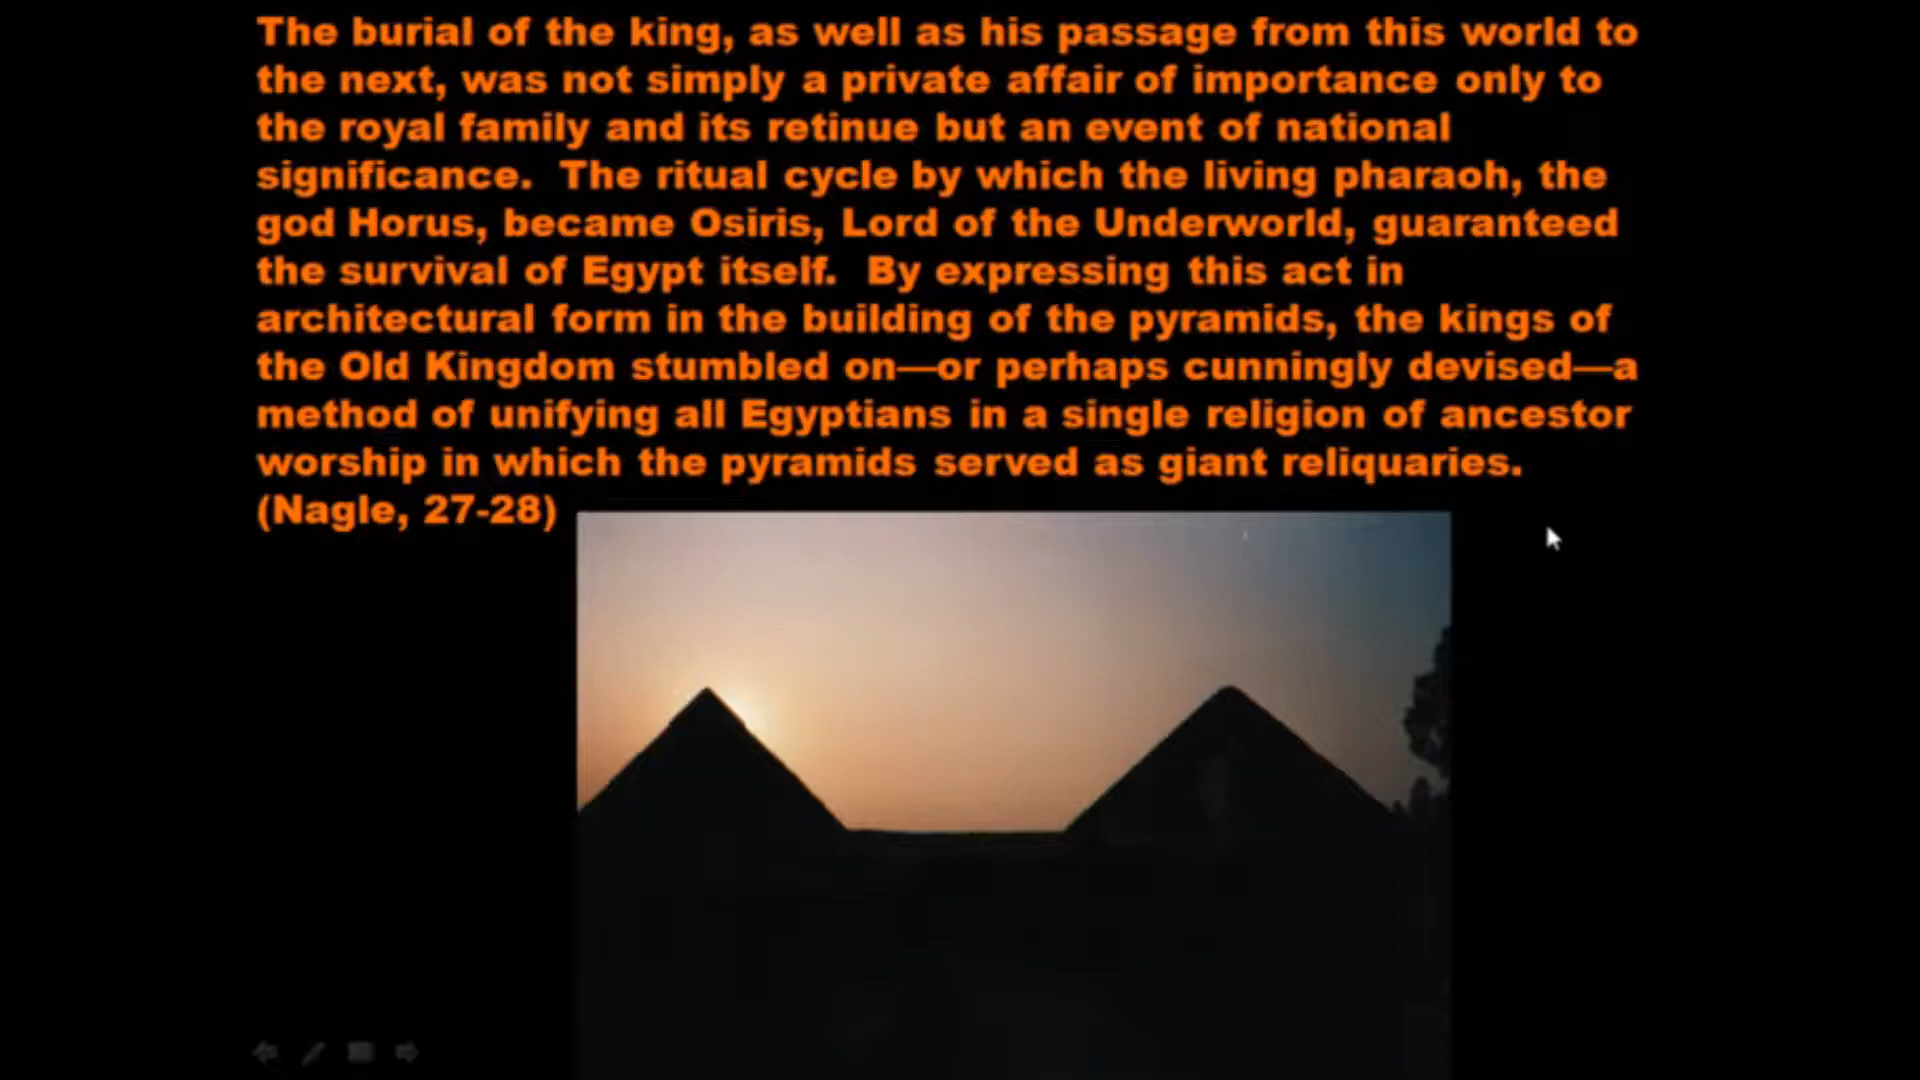 The burial of the king, as well as his passage from this world to
the next, was not simply a private affair of importance only to
the royal family and its retinue but an event of national
significance.  The ritual cycle by which the living pharaoh, the
god Horus, became Osiris, Lord of the Underworld, guaranteed
the survival of Egypt itself.  By expressing this act in
architectural form in the building of the pyramids, the kings of
the Old Kingdom stumbled on—or perhaps cunningly devised—a
method of unifying all Egyptians in a single religion of ancestor
worship in which the pyramids served as giant reliquaries.
(Nagle, 27-28)